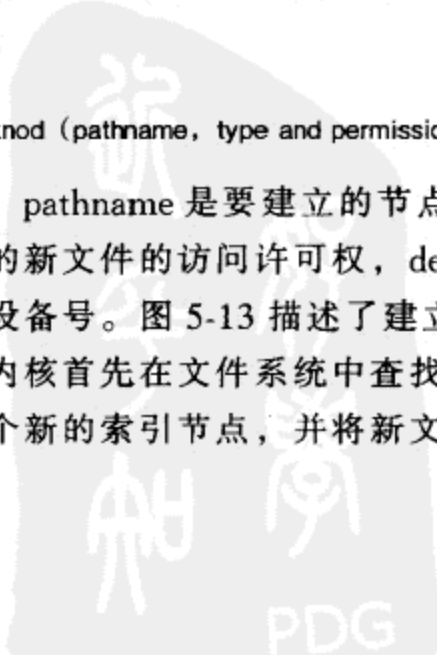 knod (pathname, type and permissio
pathname 是要建立的节点
的新文件的访问许可权，de
设备号。图 5-13 描述了建立
内核首先在文件系统中查找
个新的索引节点，并将新文
PDG